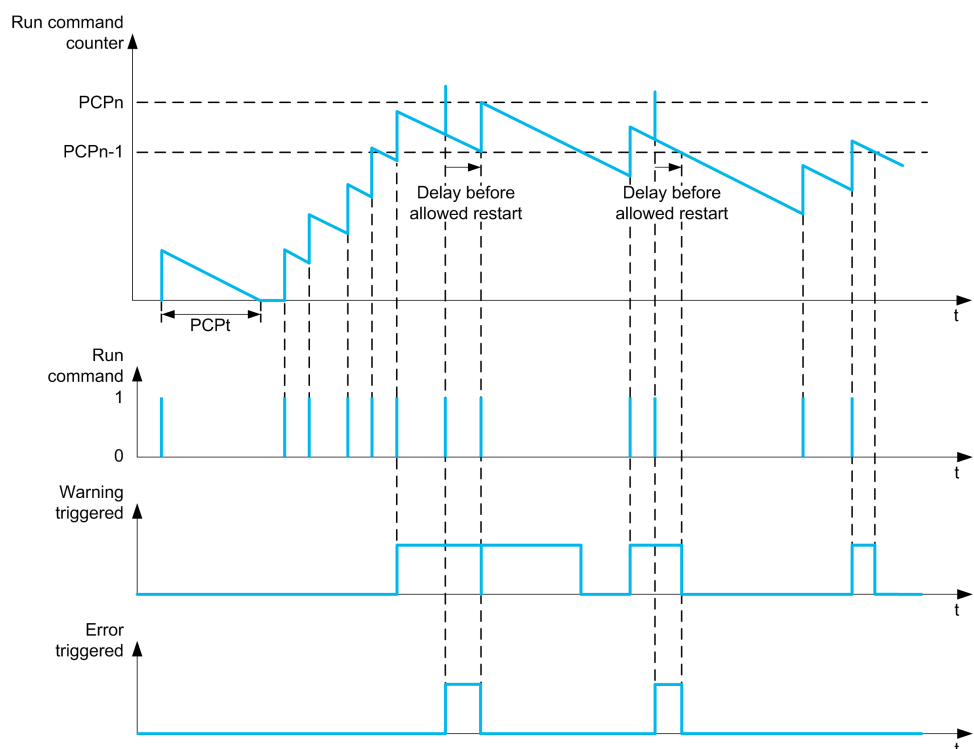 Run command
counter
PCPn
PCPn-1
Delay before
allowed restart
Delay before
allowed restart
PCPt
t
Run
command
1
0
t
Warning
triggered
t
Error
triggered
t